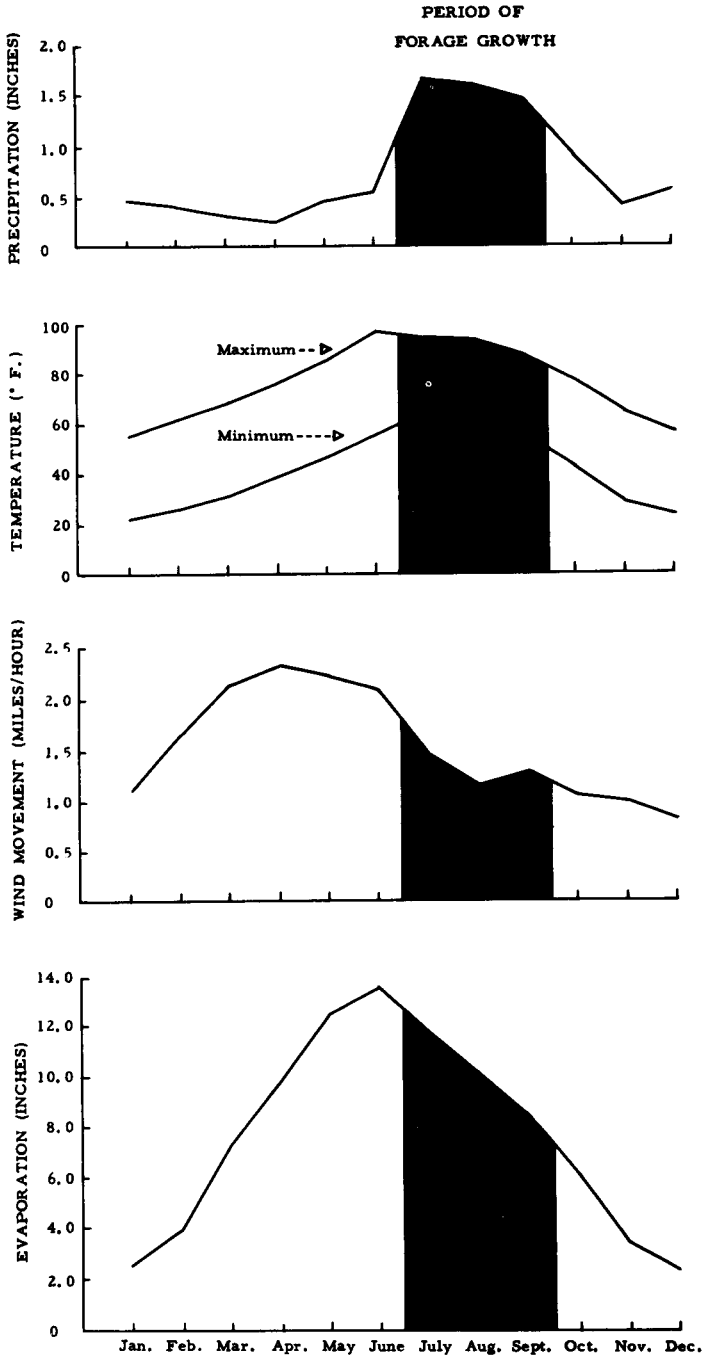 PERIOD OF
FORAGE GROWTH
PRECIPITATION (INCHES)
2.0
1.5
1.0
0.5
0
TEMPERATURE (° F.)
100
80
60
40
20
0
Maximum
Minimum
WIND MOVEMENT (MILES/HOUR)
2.5
2.0
1.5
1.0
0.5
0
EVAPORATION (INCHES)
14.0
12.0
10.0
8.0
6.0
4.0
2.0
0
Jan. Feb. Mar. Apr. May June July Aug. Sept. Oct. Nov. Dec.